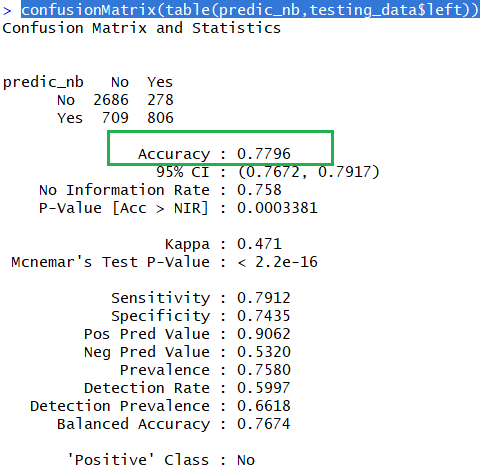 > confusionMatrix(table(predic_nb,testing_data$left))
Confusion Matrix and Statistics
predic_nb   No  Yes
      No  2686  278
      Yes  709  806
Accuracy : 0.7796
95% CI : (0.7672, 0.7917)
No Information Rate : 0.758
P-Value [Acc > NIR] : 0.0003381
Kappa : 0.471
Mcnemar's Test P-Value : < 2.2e-16
Sensitivity : 0.7912
Specificity : 0.7435
Pos Pred Value : 0.9062
Neg Pred Value : 0.5320
Prevalence : 0.7580
Detection Rate : 0.5997
Detection Prevalence : 0.6618
Balanced Accuracy : 0.7674
'Positive' Class : No